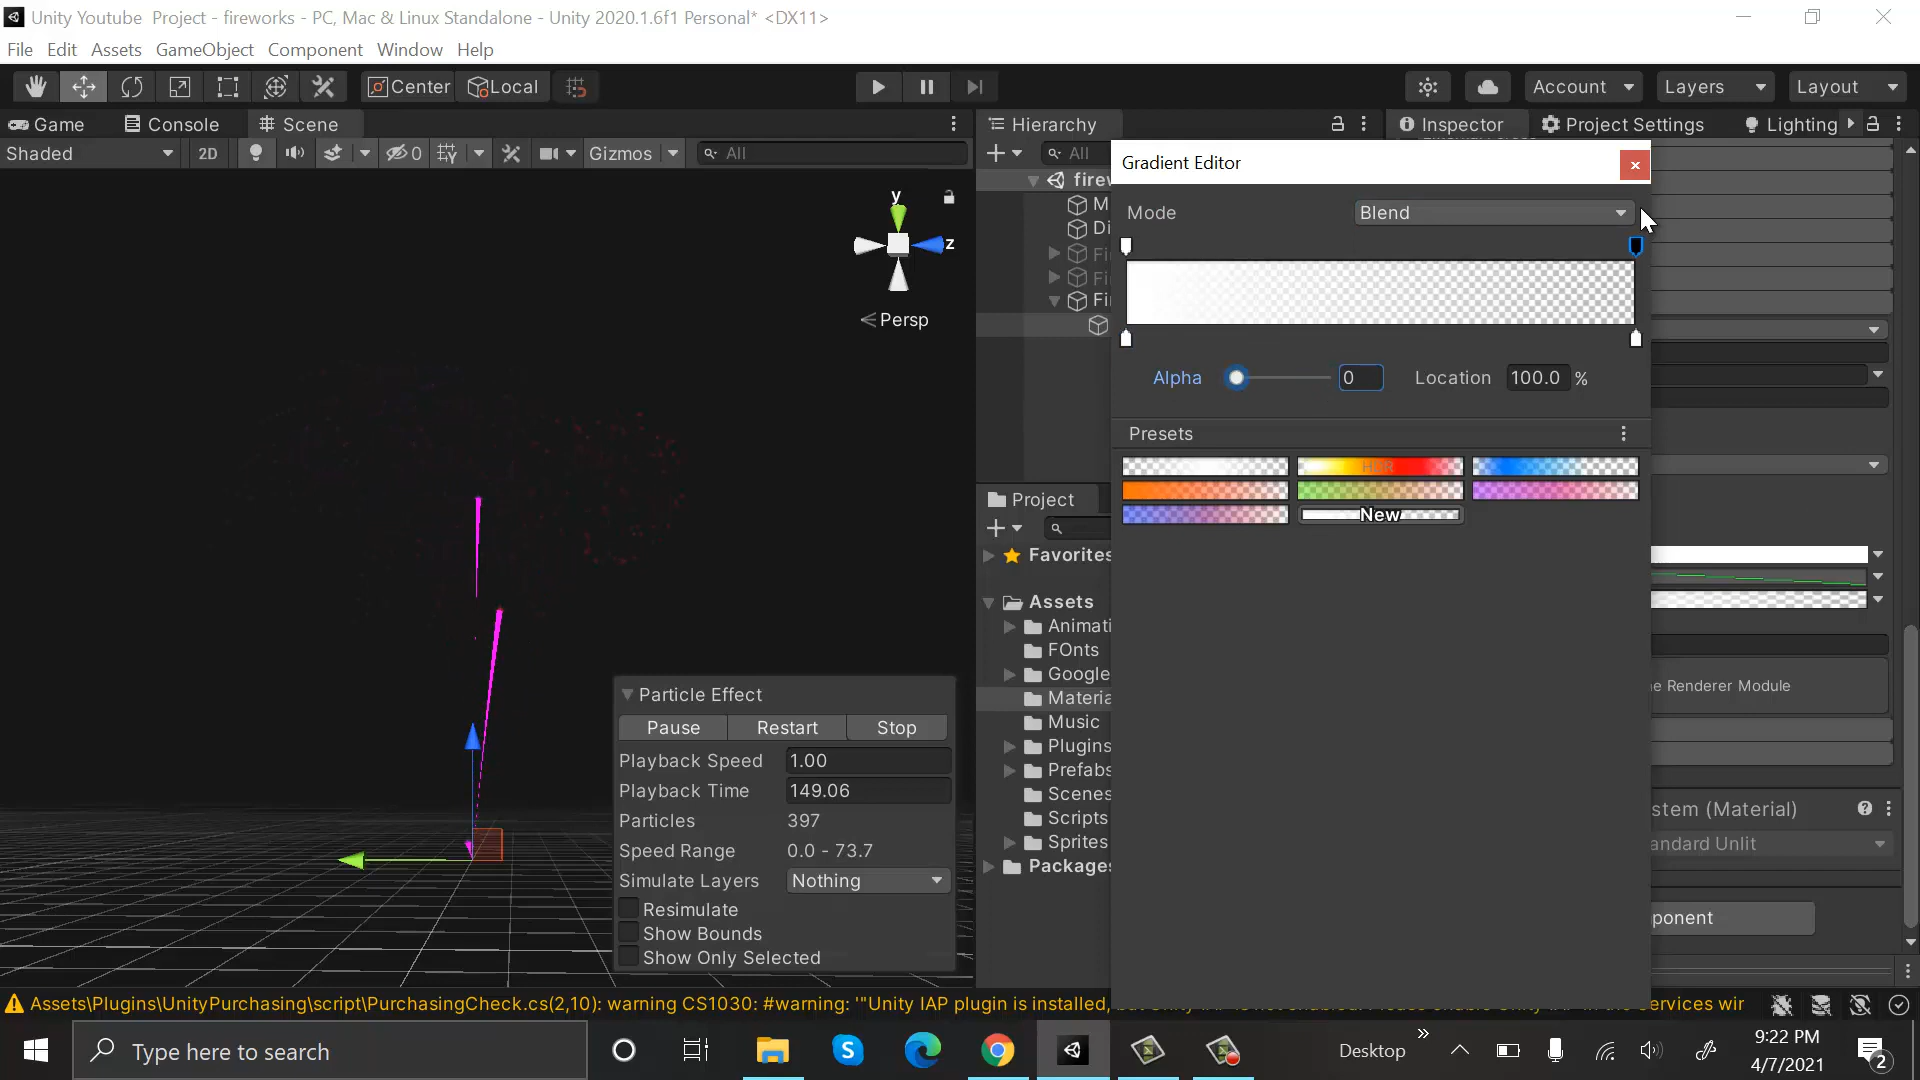 Unity Youtube Project - fireworks - PC, Mac & Linux Standalone - Unity 2020.1.6f1 Personal* <DX11>
File Edit Assets GameObject Component Window Help
Center Local Account Layers Layout
Game Console Scene Hierarchy Inspector Project Settings Lighting
Shaded 2D 0 Gizmos All All
Gradient Editor
Mode Blend
y
z
Persp
Alpha 0 Location 100.0 %
Presets
HDR
New
Project
Favorites
Assets
Animati
FOnts
Google
Materia
Music
Plugins
Prefabs
Scenes
Scripts
Sprites
Packages
e Renderer Module
stem (Material)
andard Unlit
ponent
Particle Effect
Pause Restart Stop
Playback Speed 1.00
Playback Time 149.06
Particles 397
Speed Range 0.0 - 73.7
Simulate Layers Nothing
Resimulate
Show Bounds
Show Only Selected
Assets\Plugins\UnityPurchasing\script\PurchasingCheck.cs(2,10): warning CS1030: #warning: '"Unity IAP plugin is installed,
ervices wir
Type here to search
Desktop
9:22 PM
4/7/2021
2